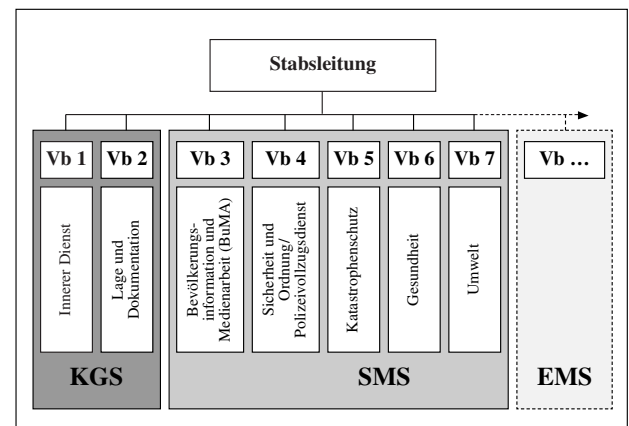 Stabsleitung
Vb 1
Vb 2
Vb 3
Vb 4
Vb 5
Vb 6
Vb 7
Vb …
Innerer Dienst
Lage und
Dokumentation
Bevölkerungs-
information und
Medienarbeit (BuMA)
Sicherheit und
Ordnung/
Polizeivollzugsdienst
Katastrophenschutz
Gesundheit
Umwelt
KGS
SMS
EMS